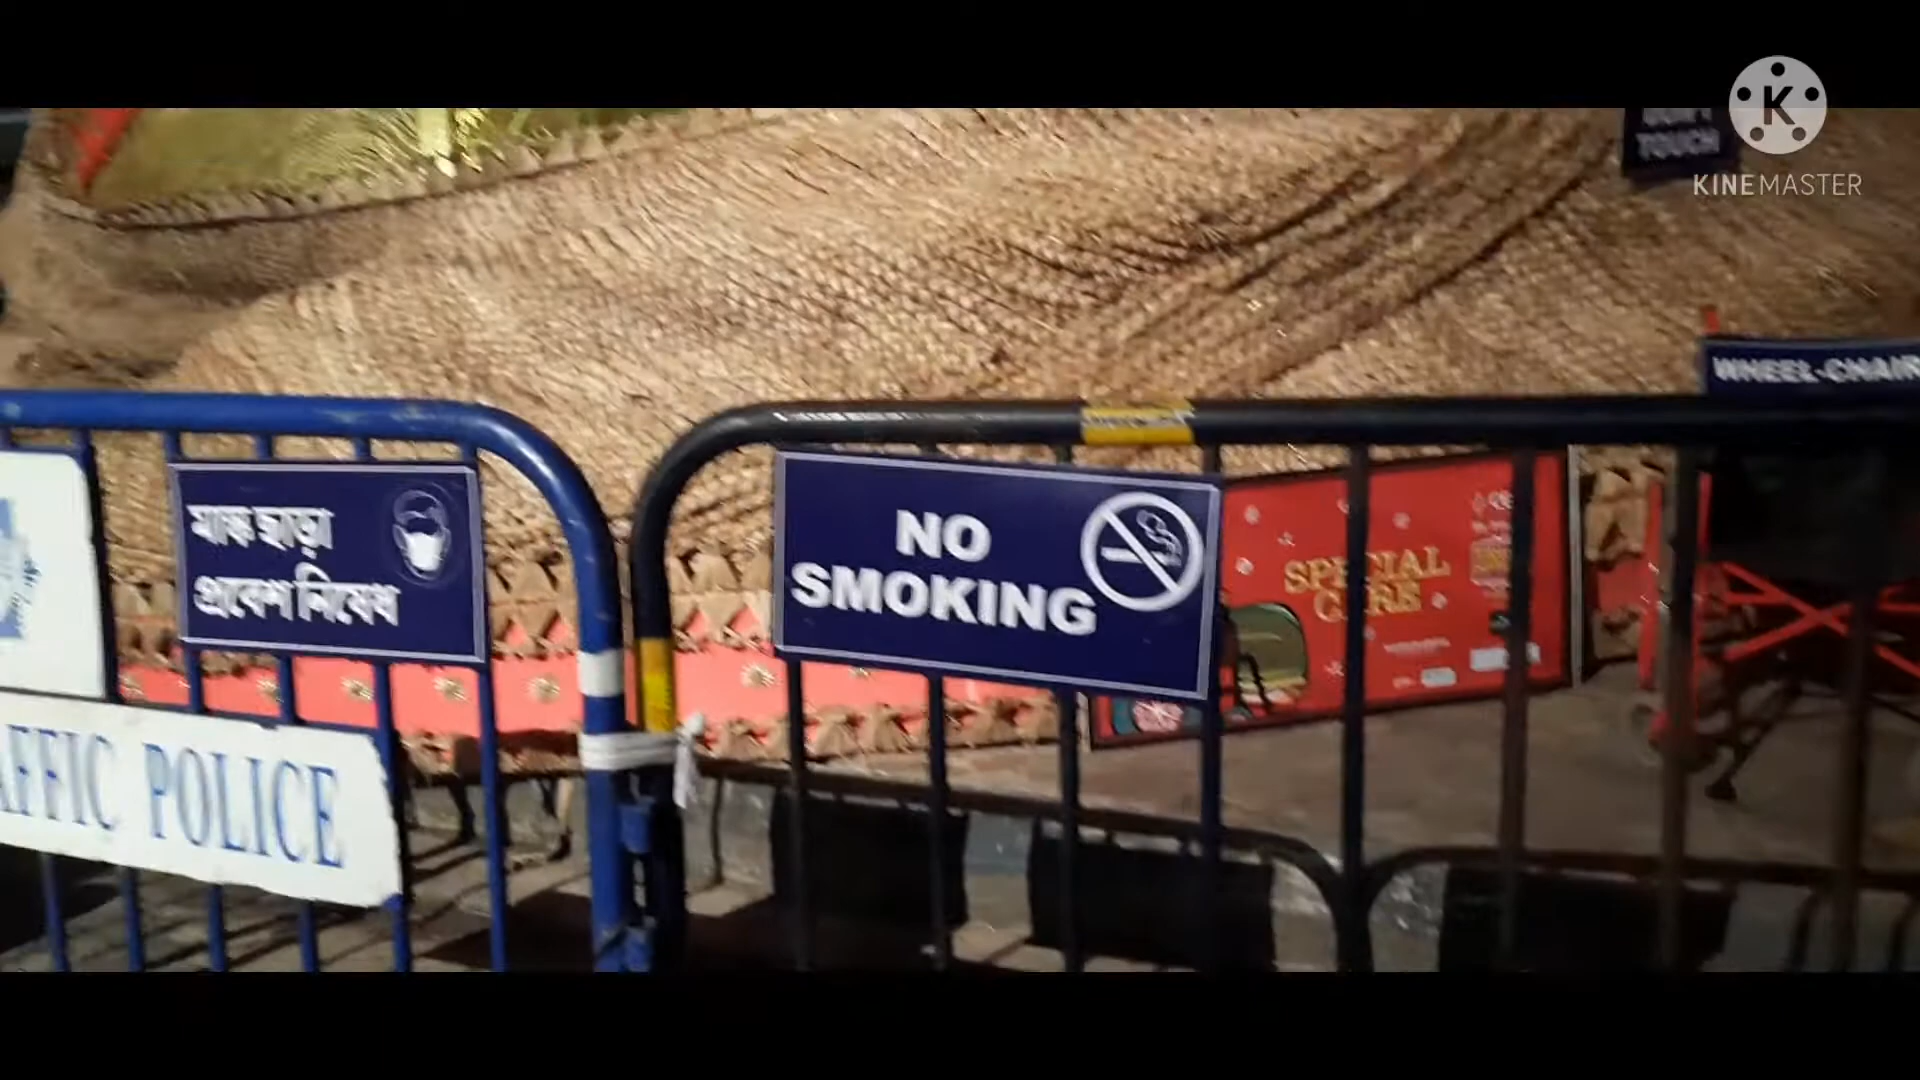 DON'T
TOUCH
KINEMASTER
WHEEL-CHAIR
মাস্ক ছাড়া
প্রবেশ নিষেধ
NO
SMOKING
SPECIAL
CARE
AFFIC POLICE